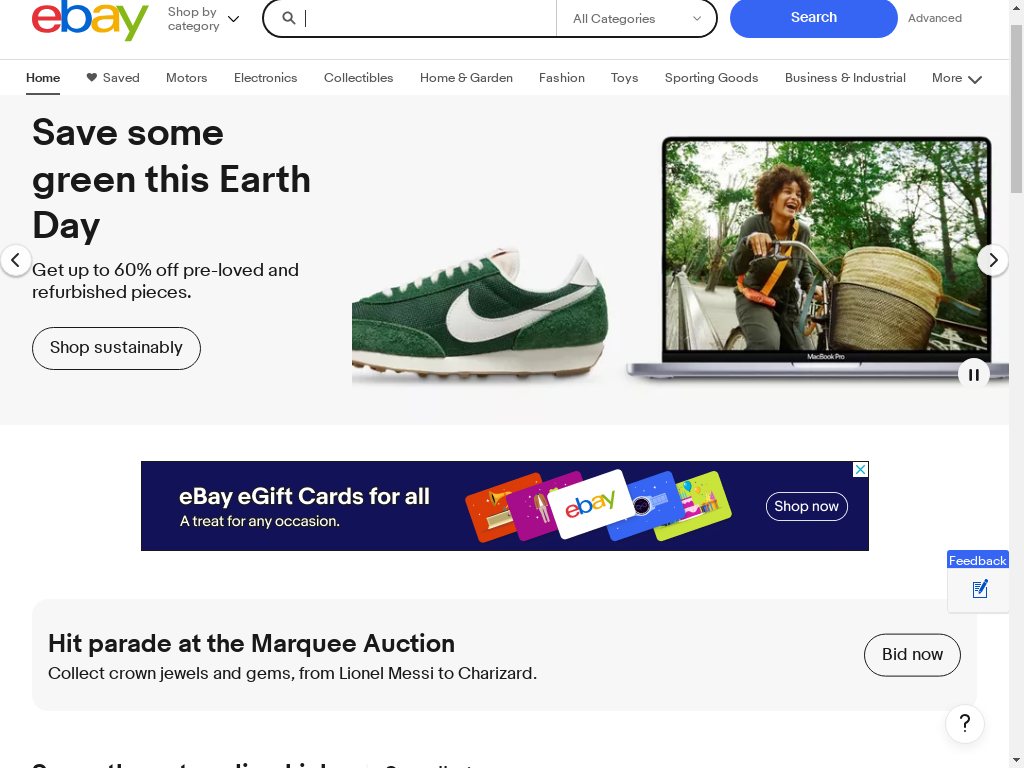 ebay
Shop by
category
All Categories
Search
Advanced
Home
Saved
Motors
Electronics
Collectibles
Home & Garden
Fashion
Toys
Sporting Goods
Business & Industrial
More
Save some
green this Earth
Day
Get up to 60% off pre-loved and
refurbished pieces.
Shop sustainably
MacBook Pro
eBay eGift Cards for all
A treat for any occasion.
ebay
Shop now
Feedback
Hit parade at the Marquee Auction
Collect crown jewels and gems, from Lionel Messi to Charizard.
Bid now
?